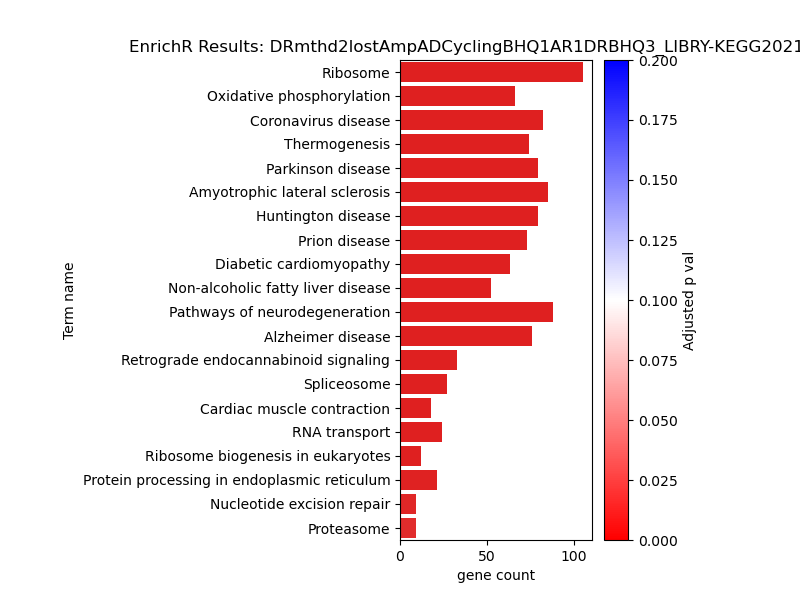 EnrichR Results: DRmthd2lostAmpADCyclingBHQ1AR1DRBHQ3_LIBRY-KEGG2021
Ribosome
Oxidative phosphorylation
Coronavirus disease
Thermogenesis
Parkinson disease
Amyotrophic lateral sclerosis
Huntington disease
Prion disease
Diabetic cardiomyopathy
Non-alcoholic fatty liver disease
Pathways of neurodegeneration
Alzheimer disease
Retrograde endocannabinoid signaling
Spliceosome
Cardiac muscle contraction
RNA transport
Ribosome biogenesis in eukaryotes
Protein processing in endoplasmic reticulum
Nucleotide excision repair
Proteasome
Term name
0 50 100
gene count
0.200
0.175
0.150
0.125
0.100
0.075
0.050
0.025
0.000
Adjusted p val